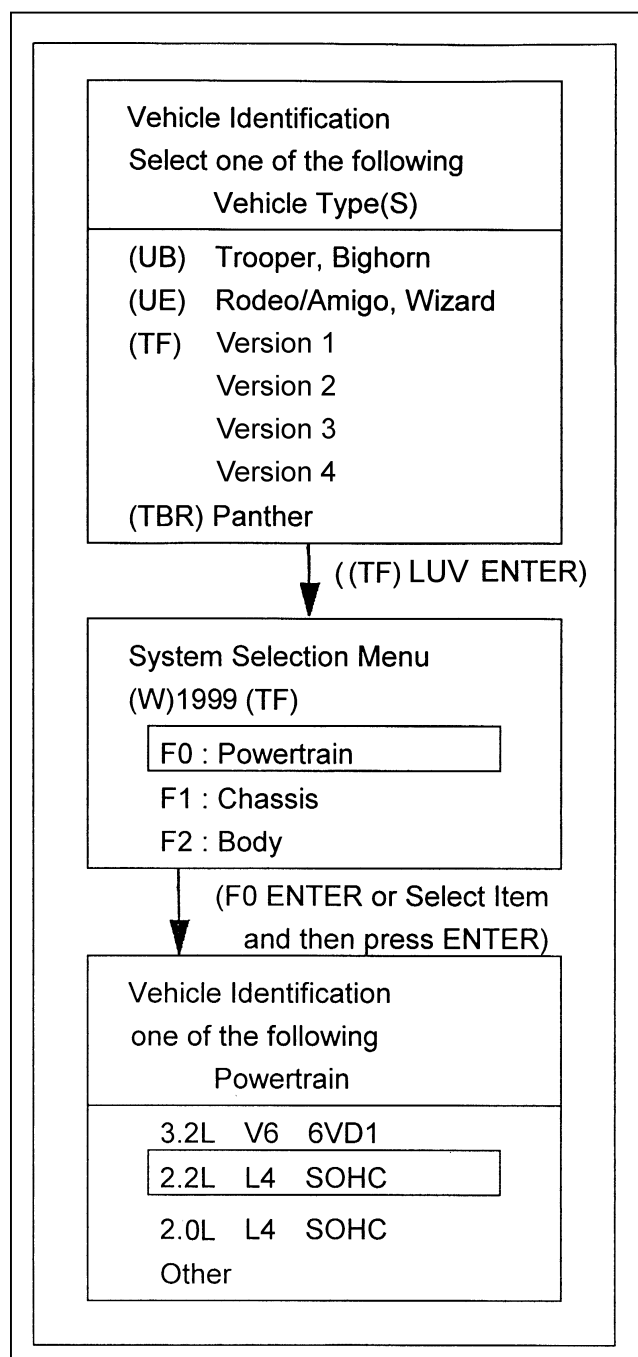 Vehicle Identification
Select one of the following
Vehicle Type(S)
(UB) Trooper, Bighorn
(UE) Rodeo/Amigo, Wizard
(TF) Version 1
Version 2
Version 3
Version 4
(TBR) Panther
((TF) LUV ENTER)
System Selection Menu
(W)1999 (TF)
F0 : Powertrain
F1 : Chassis
F2 : Body
(F0 ENTER or Select Item
and then press ENTER)
Vehicle Identification
one of the following
Powertrain
3.2L V6 6VD1
2.2L L4 SOHC
2.0L L4 SOHC
Other